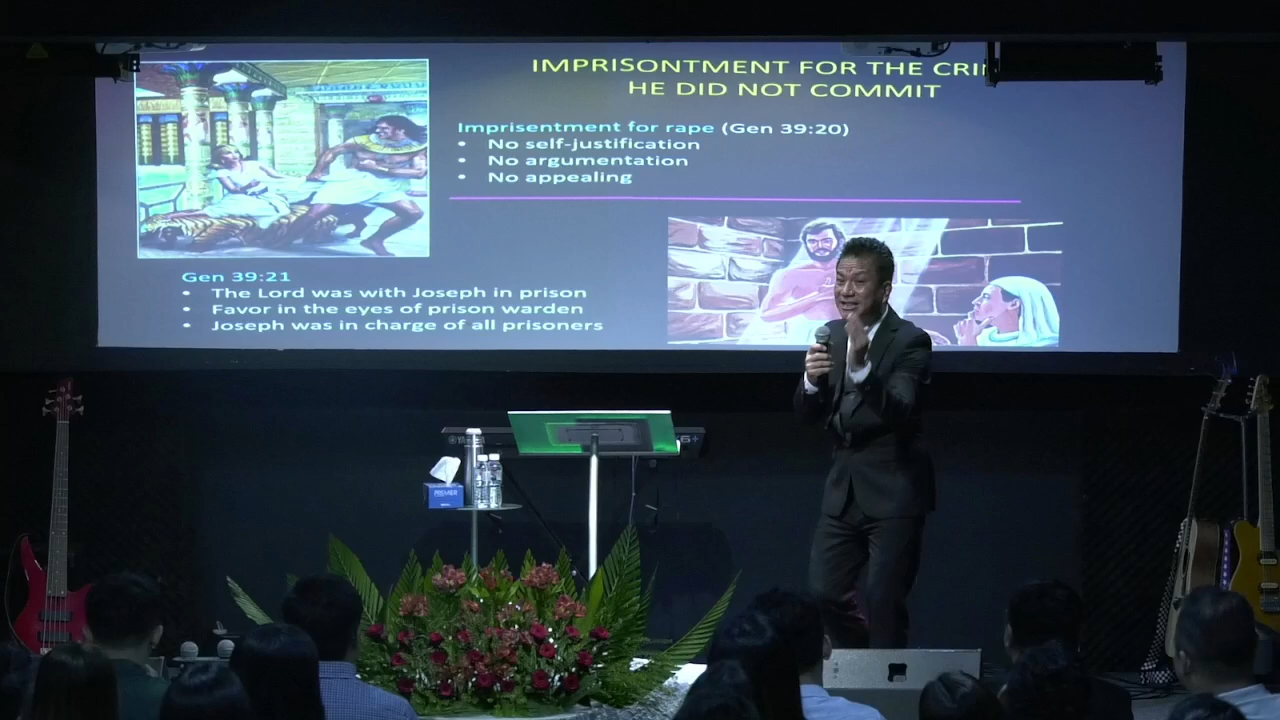 IMPRISONTMENT FOR THE
HE DID NOT COMMIT
Imprisentment for rape (Gen 39:20)
• No self-justification
• No argumentation
• No appealing
Gen 39:21
• The Lord was with Joseph in prison
• Favor in the eyes of prison warden
• Joseph was in charge of all prisoners
PREMIER